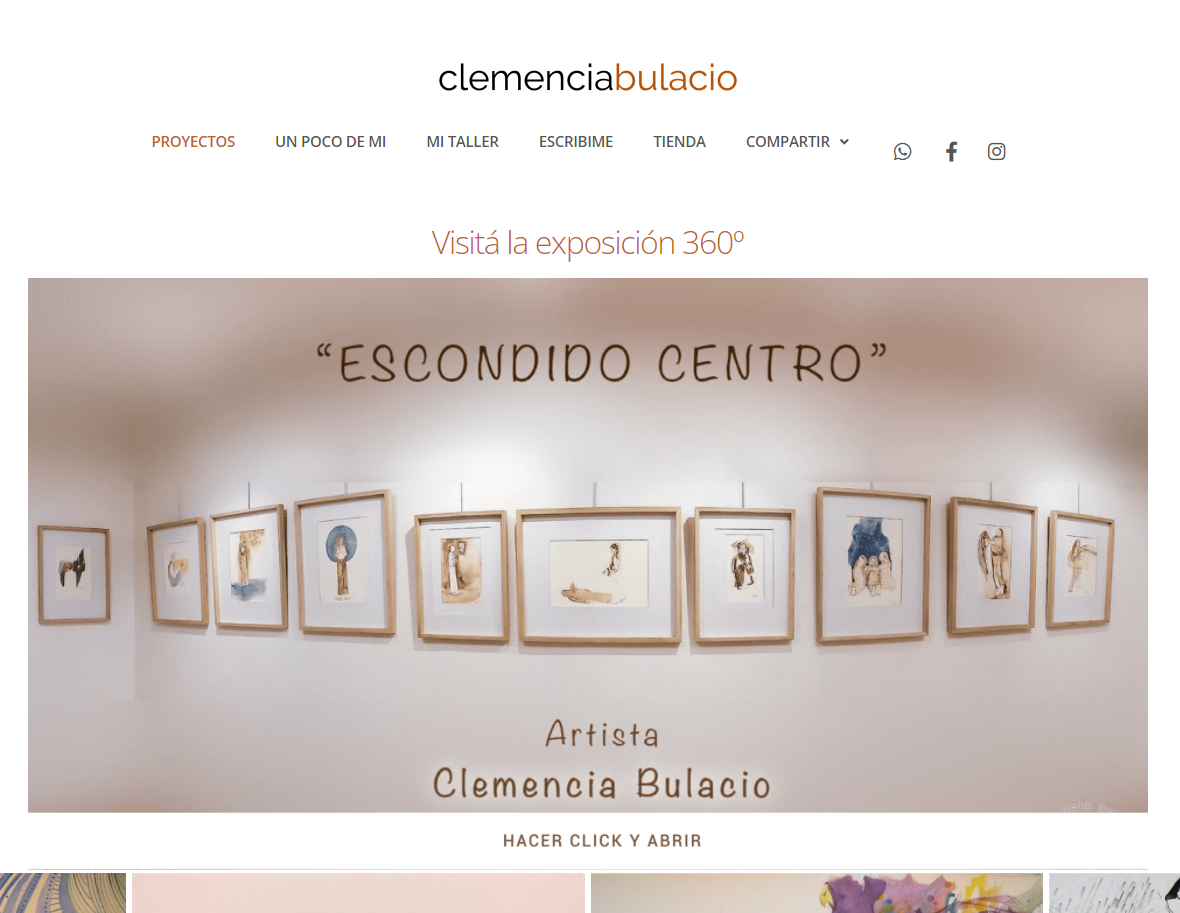 clemenciabulacio
PROYECTOS UN POCO DE MI MI TALLER ESCRIBIME TIENDA COMPARTIR
Visitá la exposición 360º
“ESCONDIDO CENTRO”
Artista
Clemencia Bulacio
HACER CLICK Y ABRIR